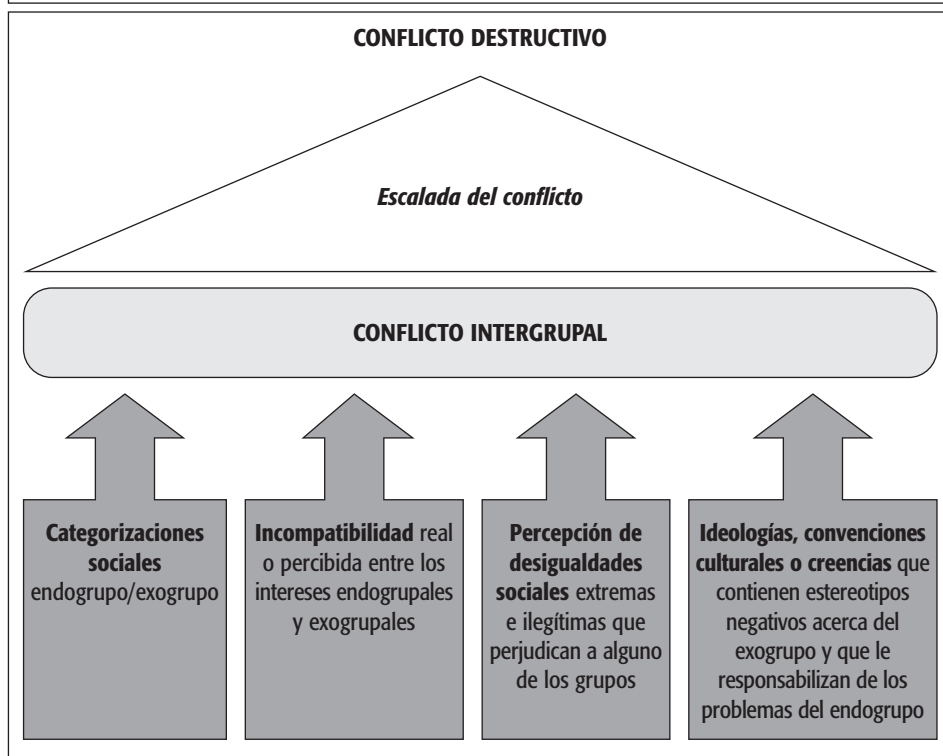 CONFLICTO DESTRUCTIVO
Escalada del conflicto
CONFLICTO INTERGRUPAL
Categorizaciones
sociales
endogrupo/exogrupo
Incompatibilidad real
o percibida entre los
intereses endogrupales
y exogrupales
Percepción de
desigualdades
sociales extremas
e ilegítimas que
perjudican a alguno
de los grupos
Ideologías, convenciones
culturales o creencias que
contienen estereotipos
negativos acerca del
exogrupo y que le
responsabilizan de los
problemas del endogrupo